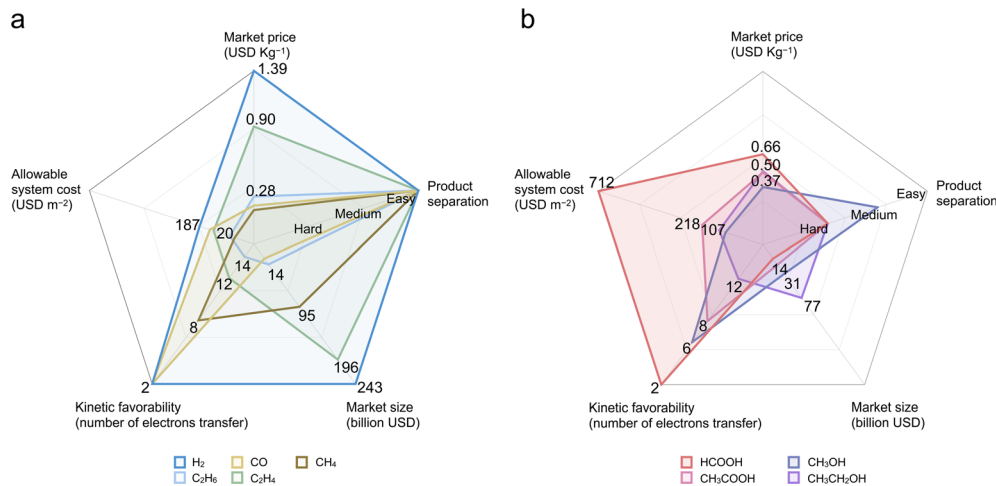 a
Market price
(USD Kg⁻¹)
1.39
0.90
0.28
Allowable
system cost
(USD m⁻²)
187
20
Hard
Medium
Easy
Product
separation
14
14
12
95
8
196
2
243
Kinetic favorability
(number of electrons transfer)
Market size
(billion USD)
H₂
CO
CH₄
C₂H₆
C₂H₄
b
Market price
(USD Kg⁻¹)
0.66
0.50
0.37
Allowable
system cost
(USD m⁻²)
712
218
107
Hard
Medium
Easy
Product
separation
14
12
31
77
8
6
2
Kinetic favorability
(number of electrons transfer)
Market size
(billion USD)
HCOOH
CH₃OH
CH₃COOH
CH₃CH₂OH